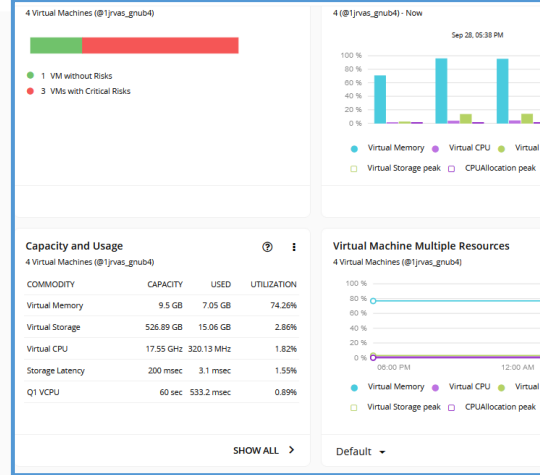 4 Virtual Machines (@1jrvas_gnub4)
1 VM without Risks
3 VMs with Critical Risks
4 (@1jrvas_gnub4) - Now
Sep 28, 05:38 PM
100 %
80 %
60 %
40 %
20 %
0 %
Virtual Memory Virtual CPU Virtual
Virtual Storage peak CPUAllocation peak
Capacity and Usage
4 Virtual Machines (@1jrvas_gnub4)
COMMODITY CAPACITY USED UTILIZATION
Virtual Memory 9.5 GB 7.05 GB 74.26%
Virtual Storage 526.89 GB 15.06 GB 2.86%
Virtual CPU 17.55 GHz 320.13 MHz 1.82%
Storage Latency 200 msec 3.1 msec 1.55%
Q1 VCPU 60 sec 533.2 msec 0.89%
SHOW ALL >
Virtual Machine Multiple Resources
4 Virtual Machines (@1jrvas_gnub4)
100 %
80 %
60 %
40 %
20 %
0 %
06:00 PM 12:00 AM
Virtual Memory Virtual CPU Virtual
Virtual Storage peak CPUAllocation peak
Default